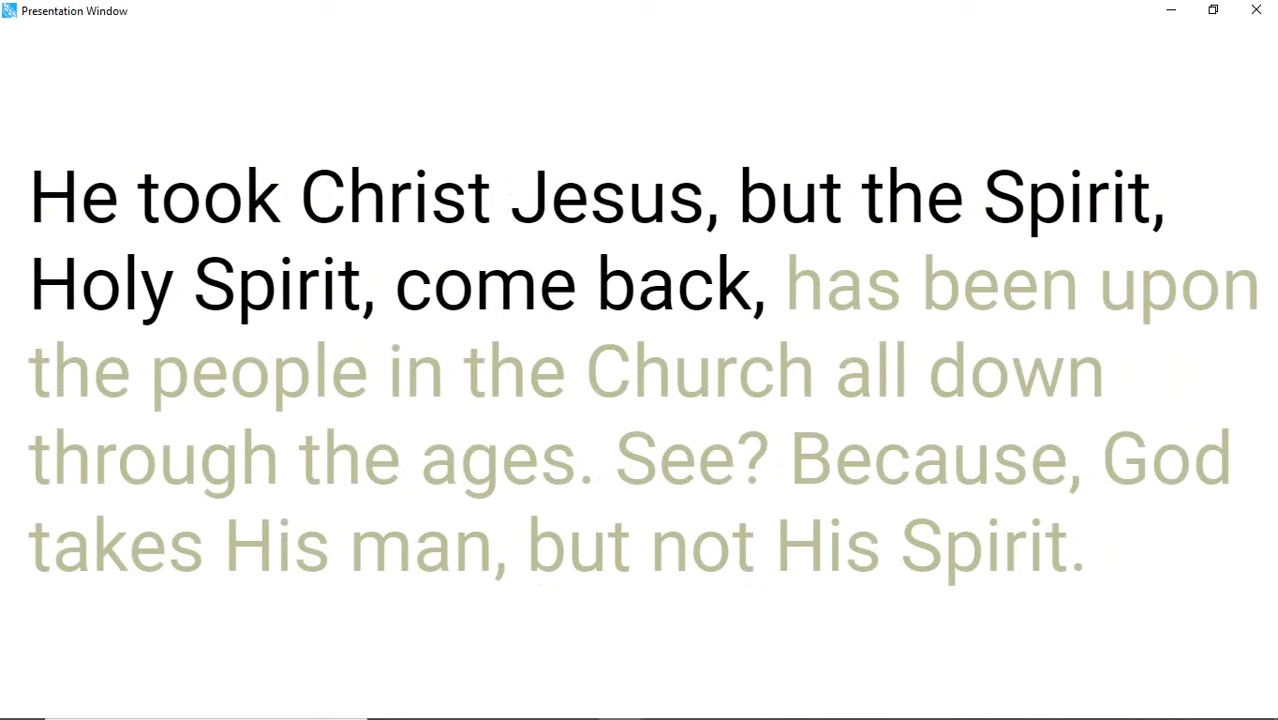 Presentation Window
He took Christ Jesus, but the Spirit,
Holy Spirit, come back, has been upon
the people in the Church all down
through the ages. See? Because, God
takes His man, but not His Spirit.